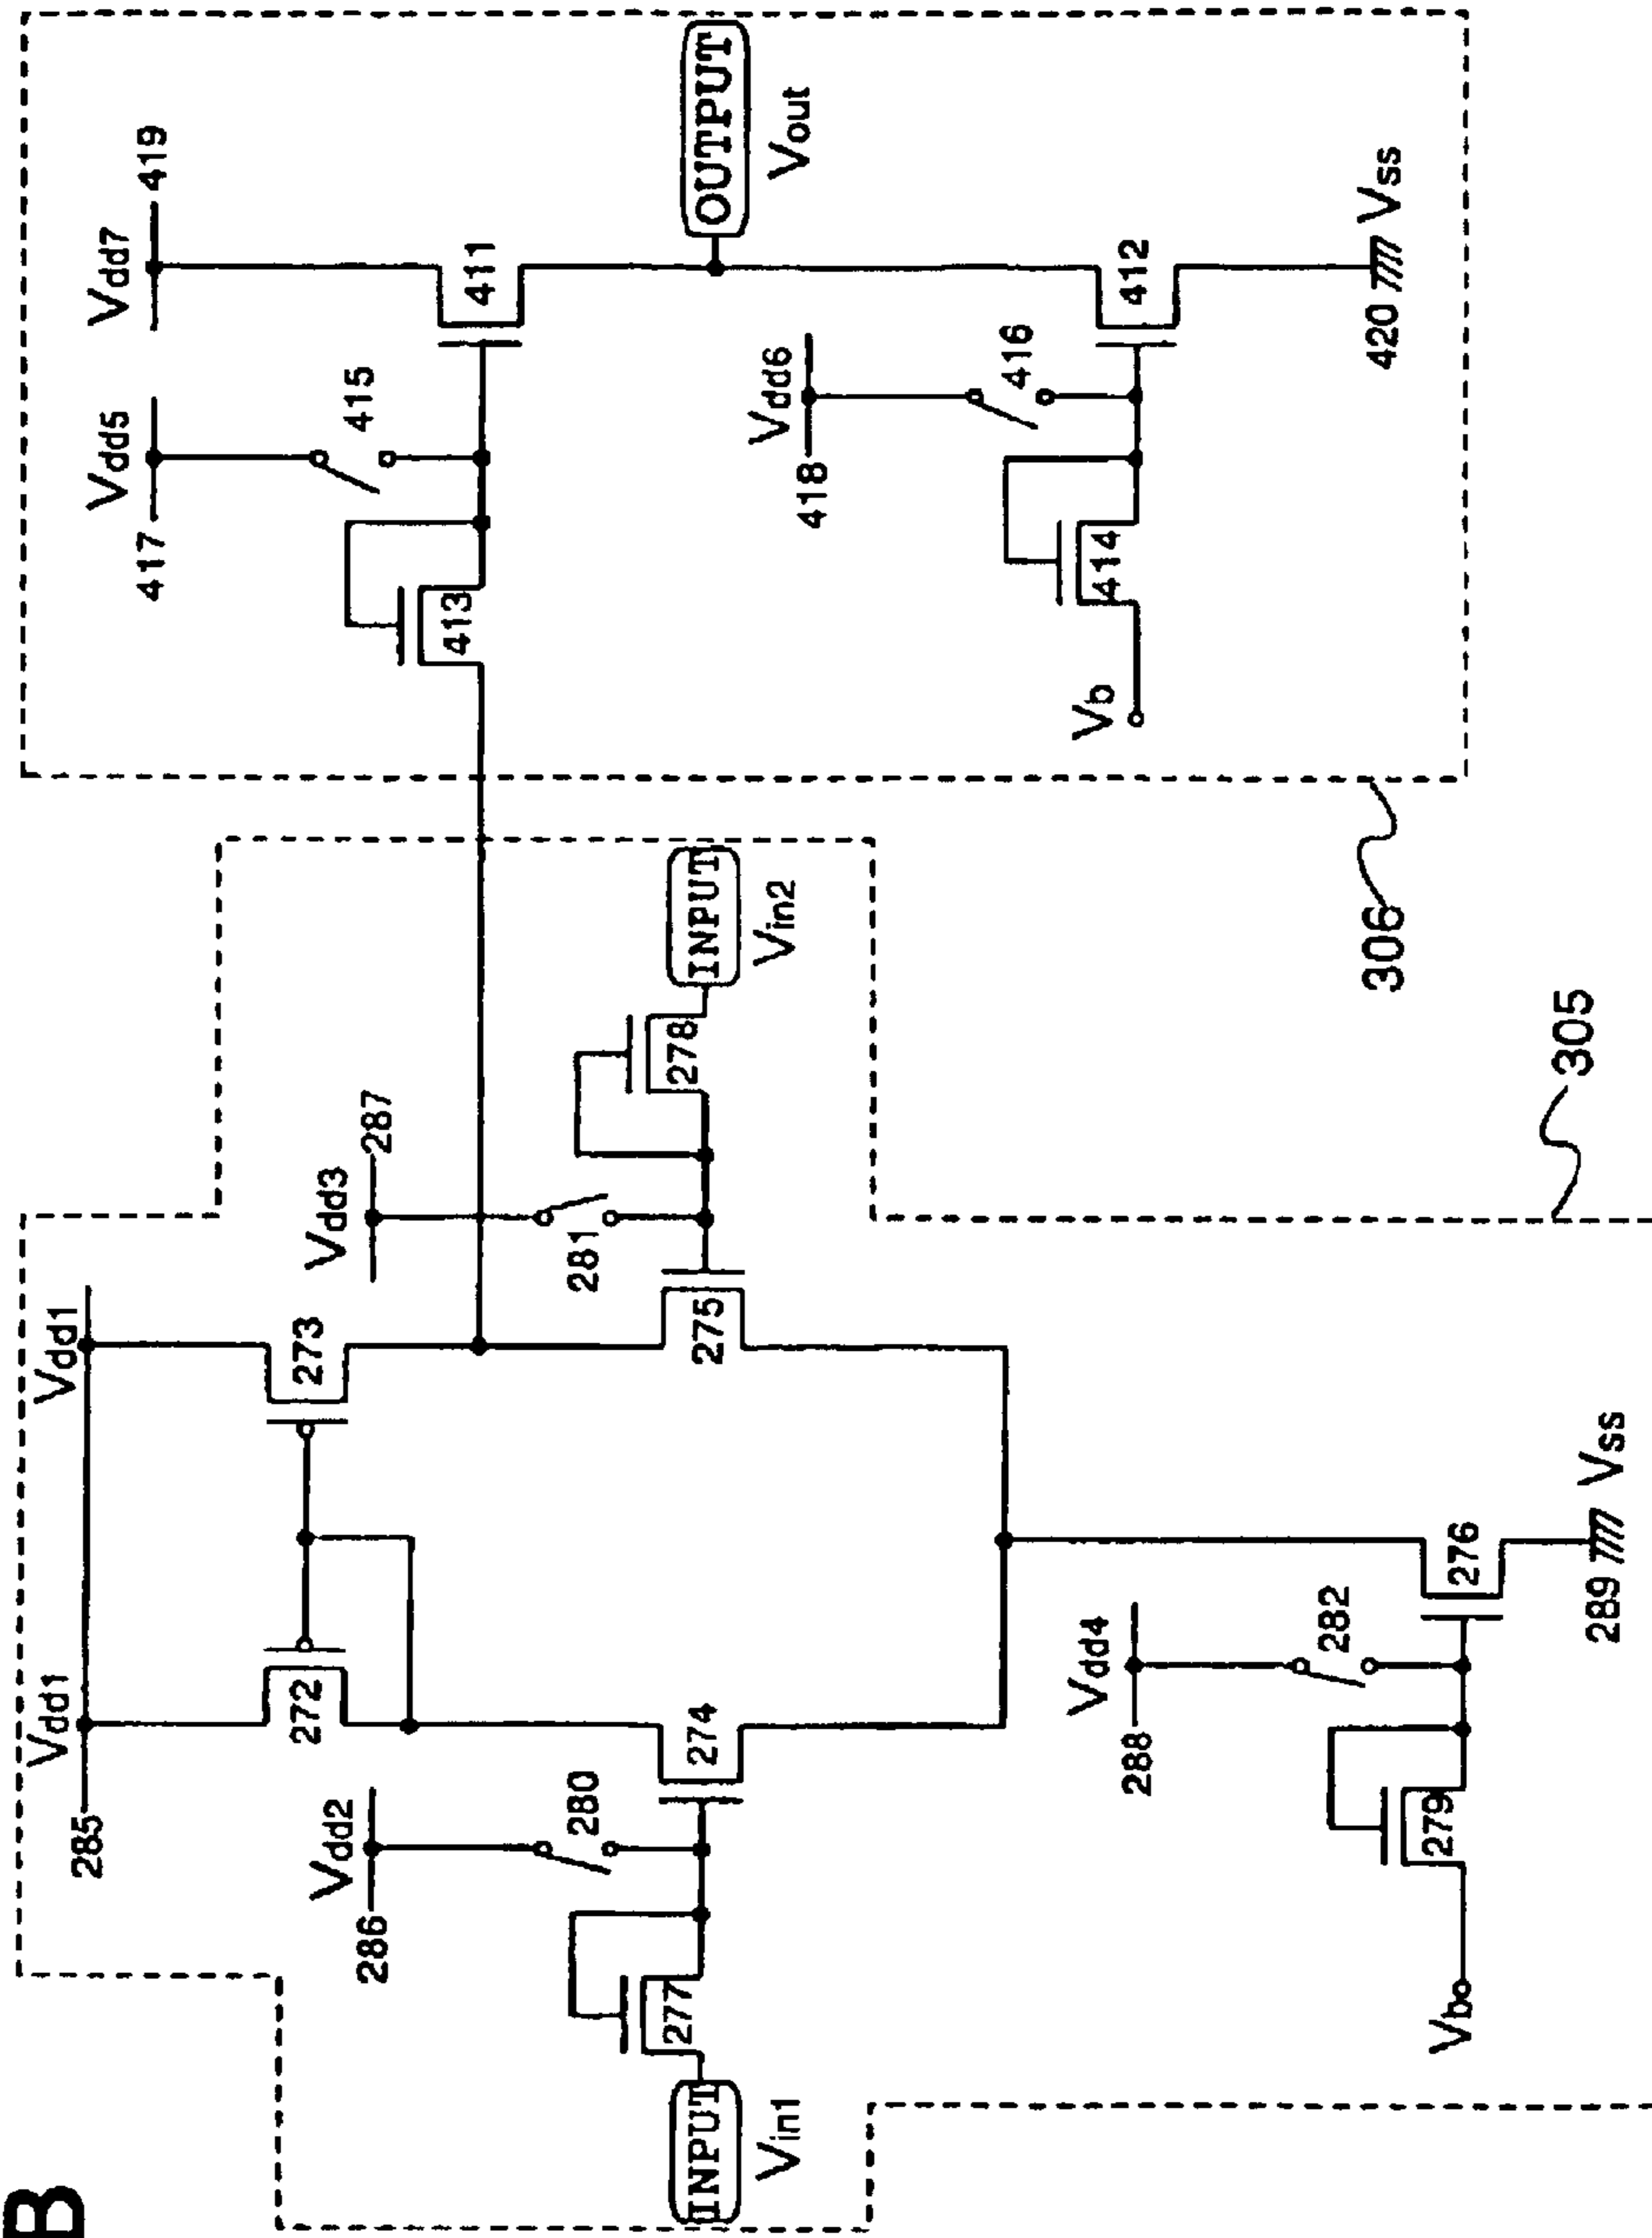 B
Vdd1
Vdd1
285
272
273
Vdd2
286
280
277
INPUT
Vin1
274
Vdd3
287
281
275
278
INPUT
Vin2
Vdd4
288
282
279
Vb
276
289
Vss
305
306
Vdd5
417
415
413
Vdd7
419
411
OUTPUT
Vout
Vdd6
418
416
414
Vb
412
420
Vss